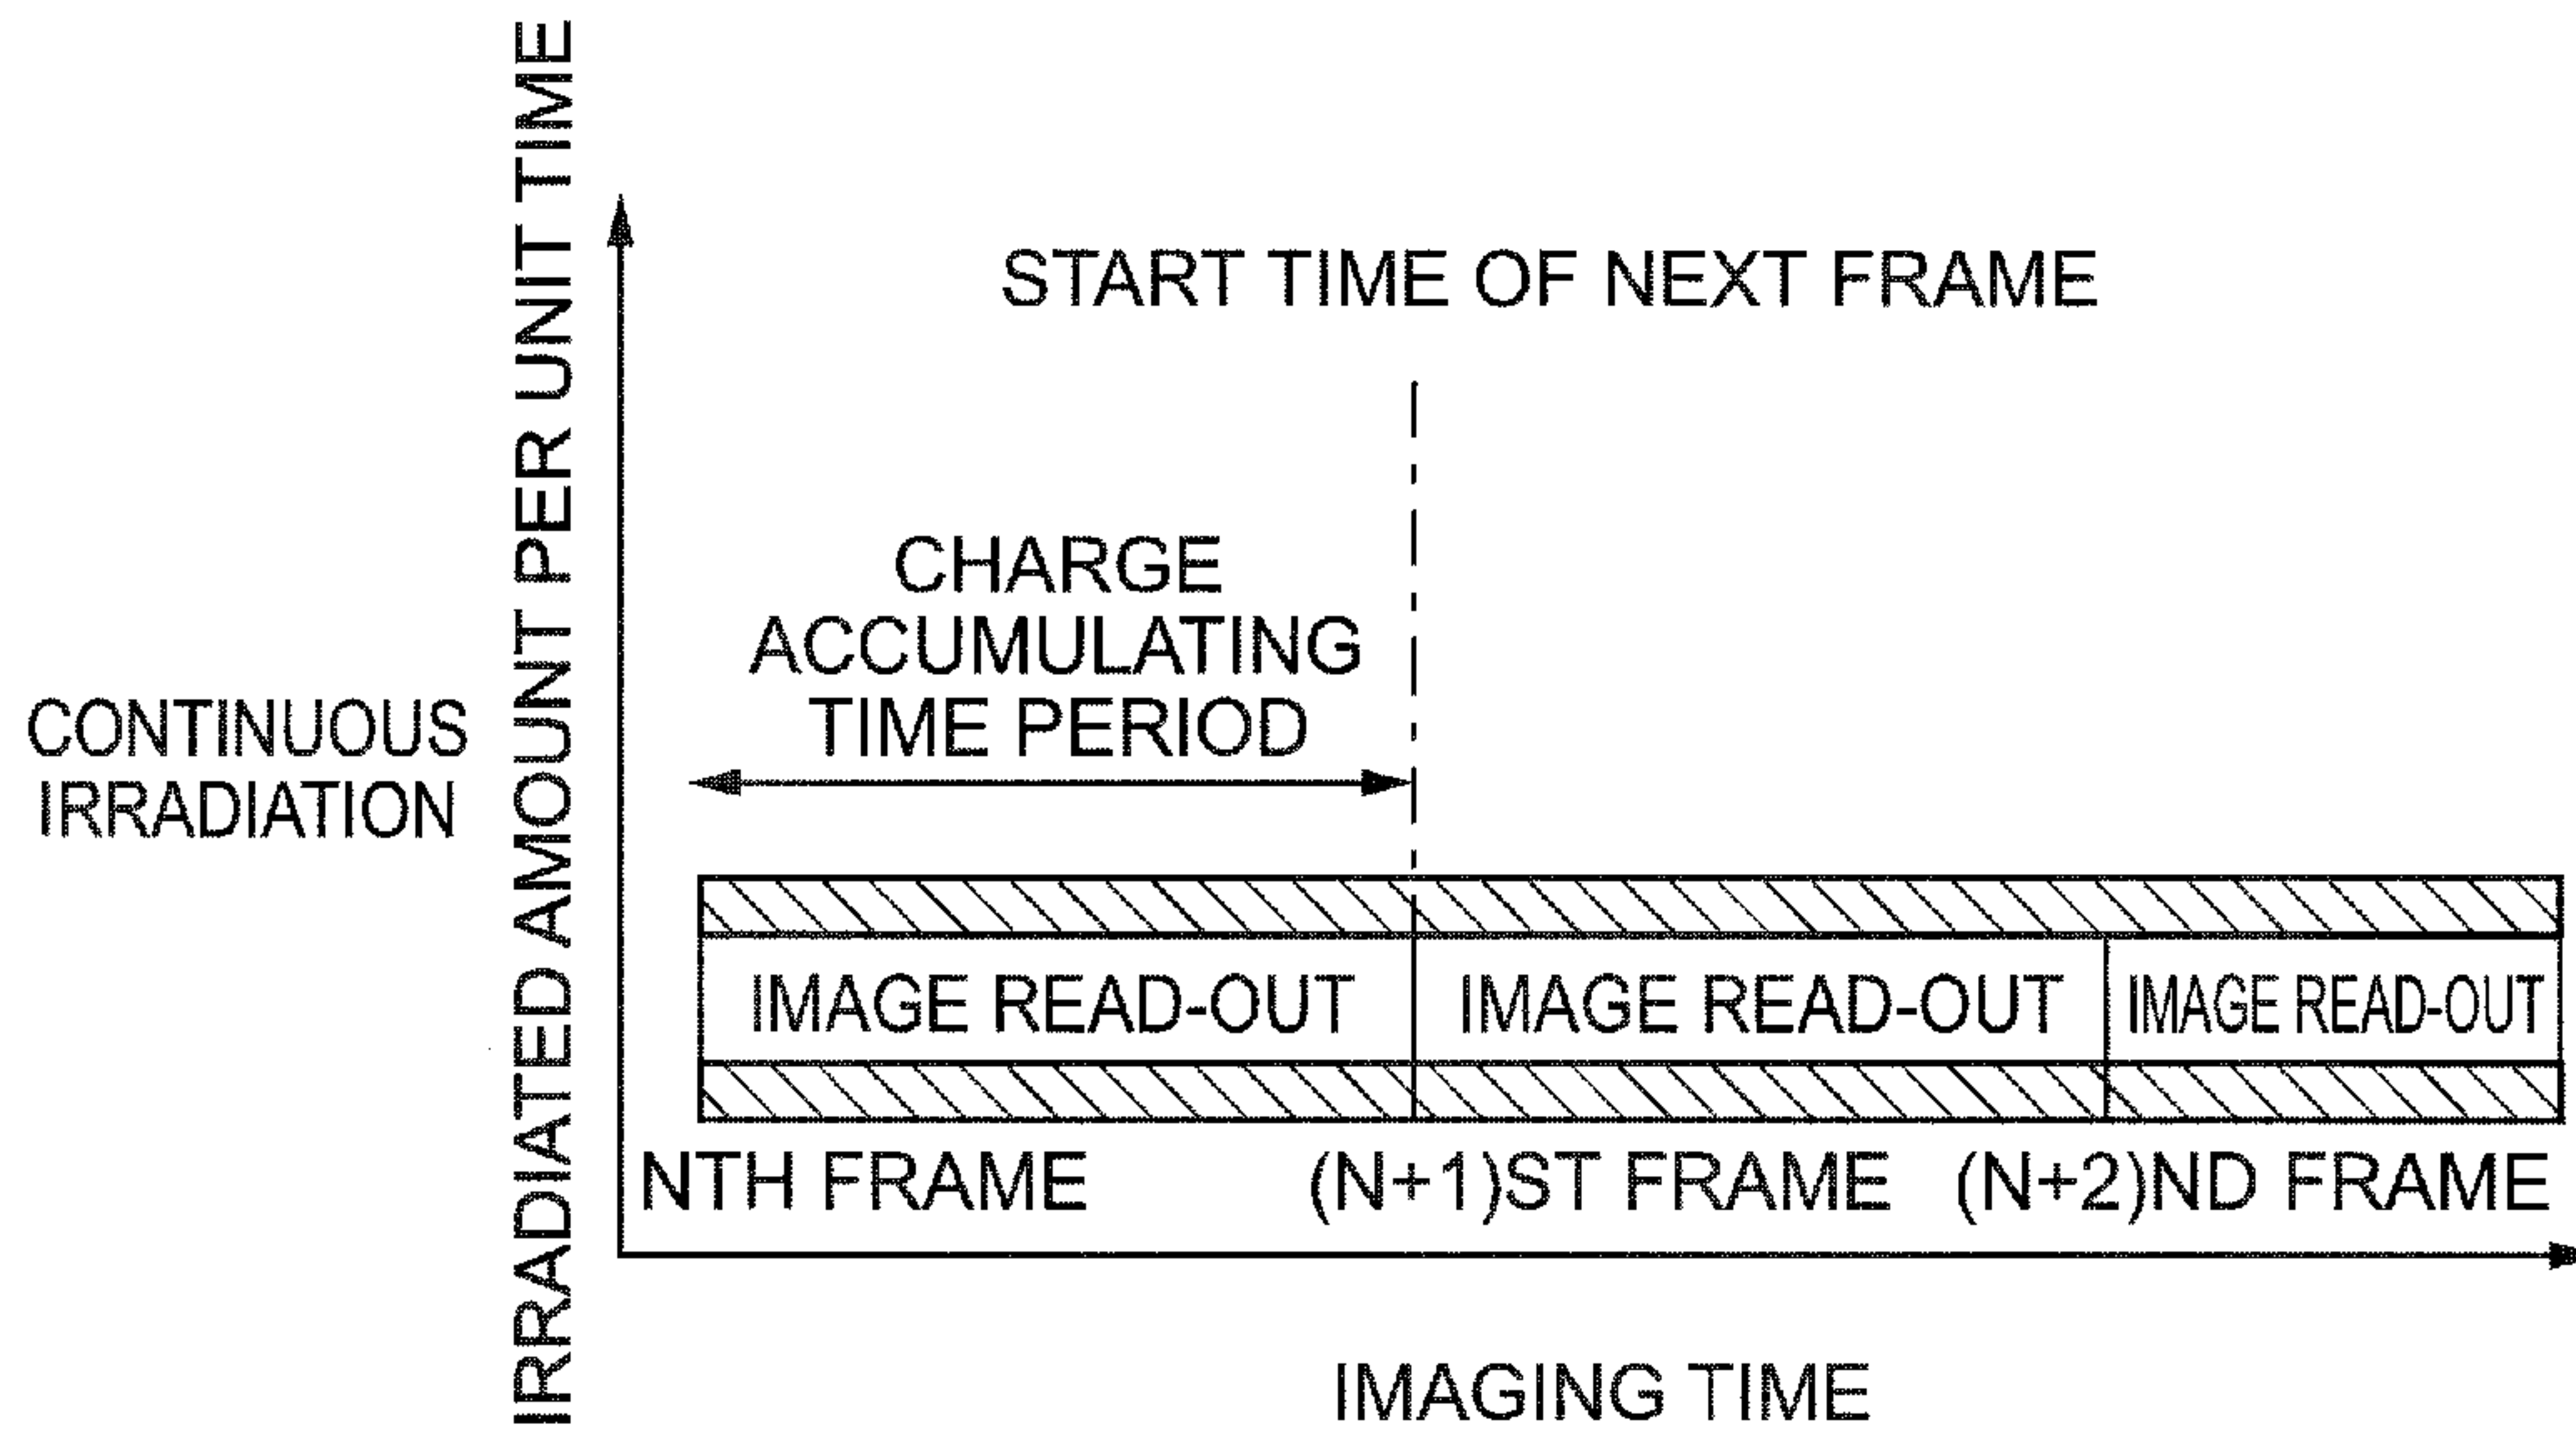 IRRADIATED AMOUNT PER UNIT TIME
START TIME OF NEXT FRAME
CHARGE
ACCUMULATING
TIME PERIOD
CONTINUOUS
IRRADIATION
IMAGE READ-OUT
IMAGE READ-OUT
IMAGE READ-OUT
NTH FRAME
(N+1)ST FRAME
(N+2)ND FRAME
IMAGING TIME